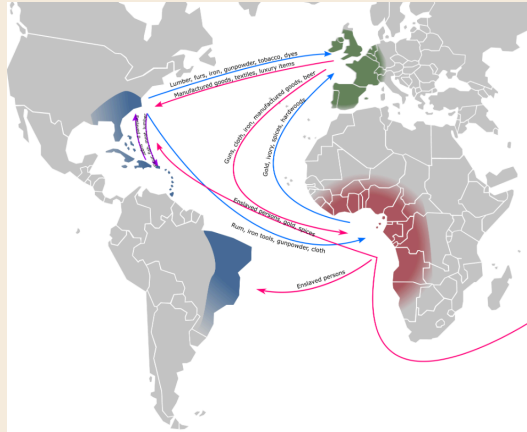 Lumber, furs, iron, gunpowder, tobacco, dyes
Manufactured goods, textiles, luxury items
Guns, cloth, iron, manufactured goods, beer
Gold, ivory, spices, hardwoods
Enslaved persons, gold, spices
Rum, iron tools, gunpowder, cloth
Enslaved persons